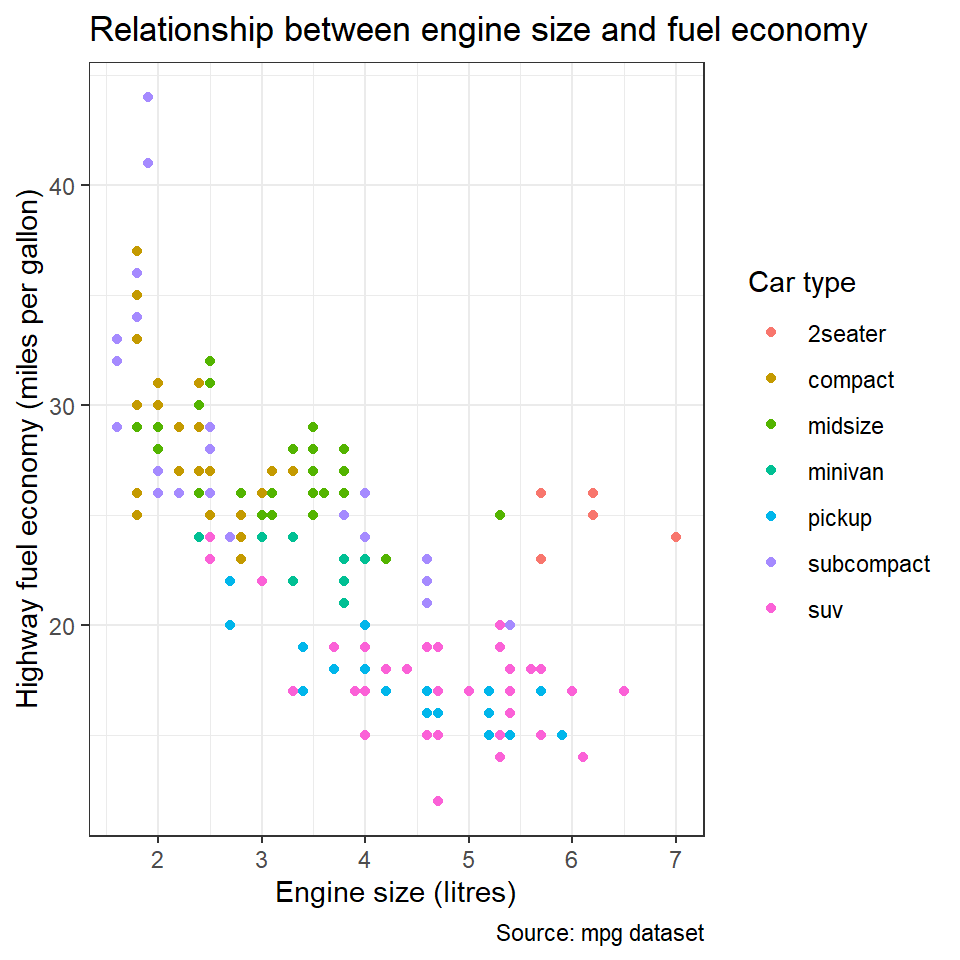 Relationship between engine size and fuel economy
Highway fuel economy (miles per gallon)
40
30
20
2 3 4 5 6 7
Engine size (litres)
Source: mpg dataset
Car type
2seater
compact
midsize
minivan
pickup
subcompact
suv